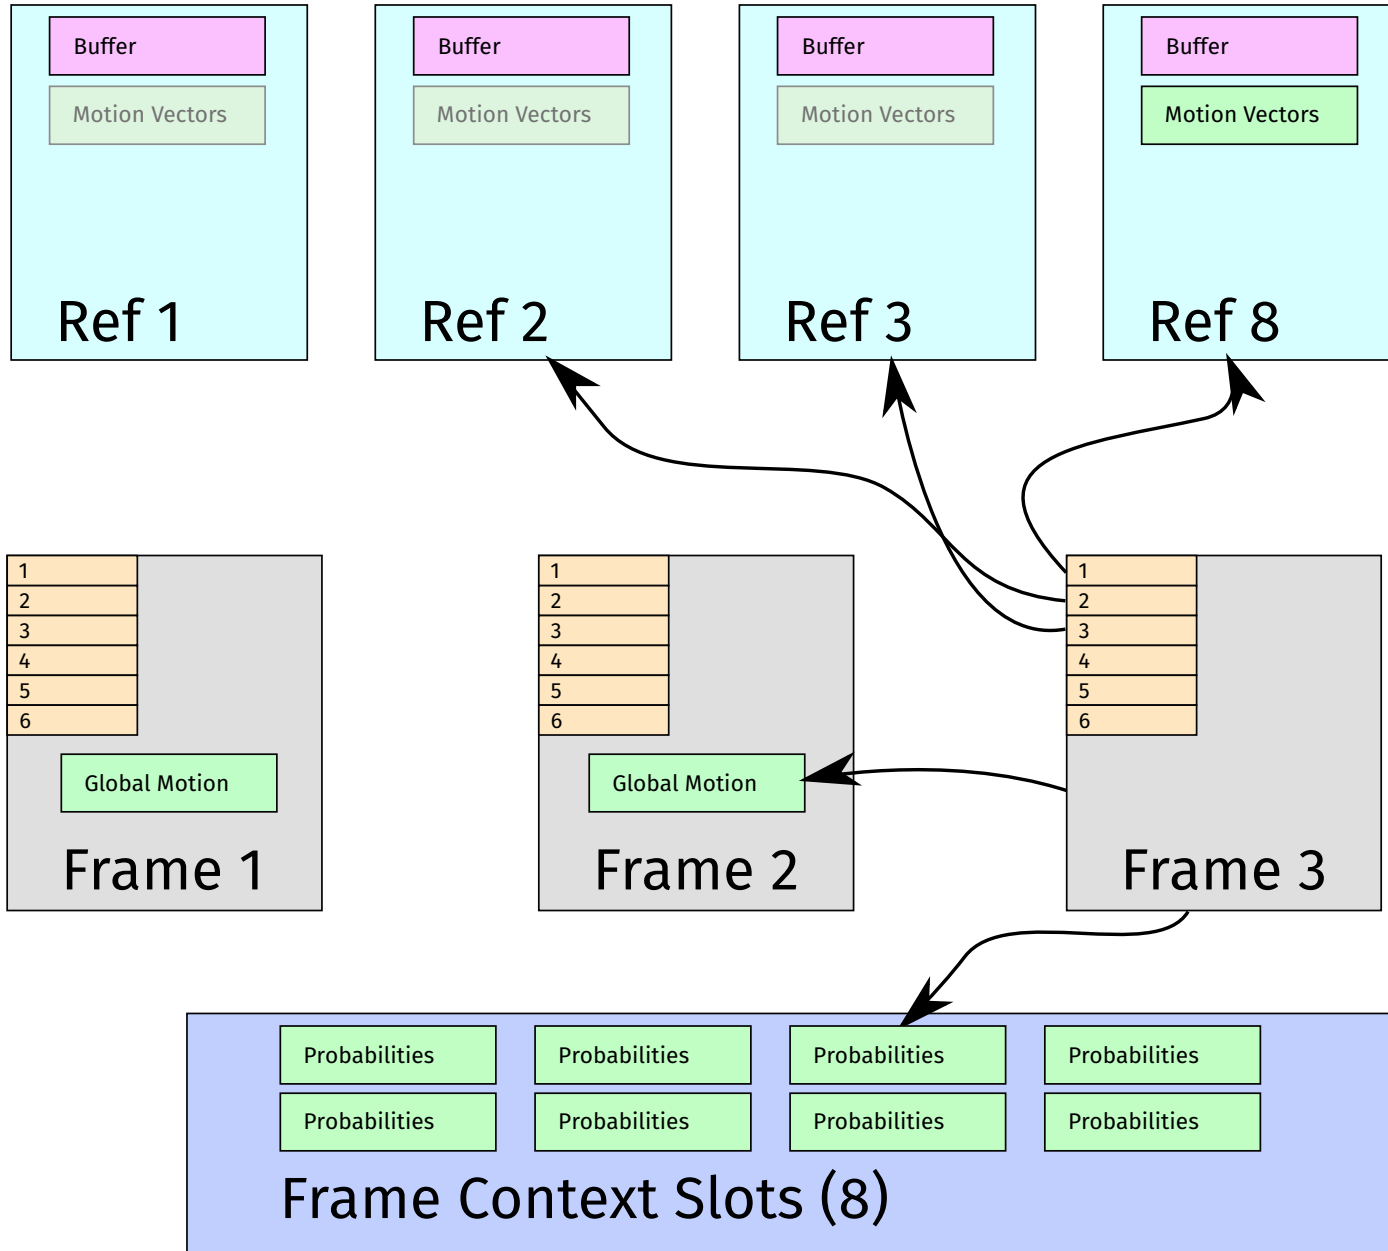 Buffer
Motion Vectors
Ref 1
Buffer
Motion Vectors
Ref 2
Buffer
Motion Vectors
Ref 3
Buffer
Motion Vectors
Ref 8
1
2
3
4
5
6
Global Motion
Frame 1
1
2
3
4
5
6
Global Motion
Frame 2
1
2
3
4
5
6
Frame 3
Probabilities Probabilities Probabilities Probabilities
Probabilities Probabilities Probabilities Probabilities
Frame Context Slots (8)